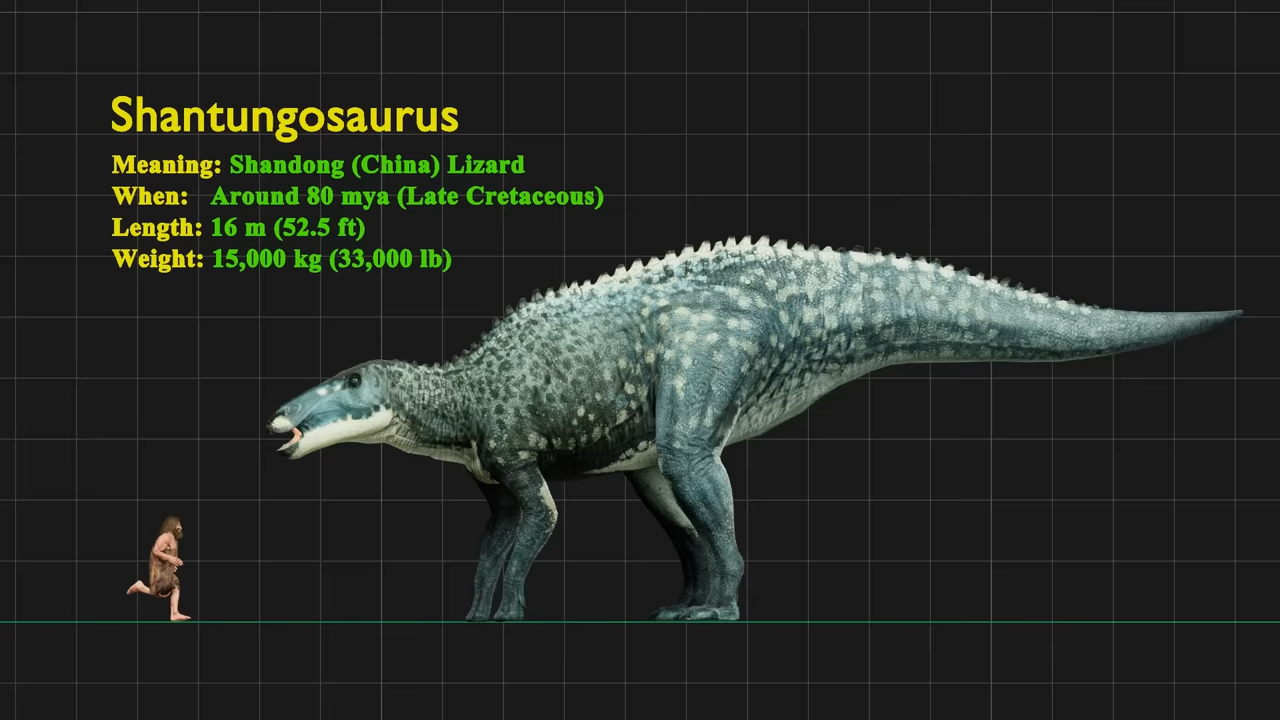 Shantungosaurus
Meaning: Shandong (China) Lizard
When: Around 80 mya (Late Cretaceous)
Length: 16 m (52.5 ft)
Weight: 15,000 kg (33,000 lb)